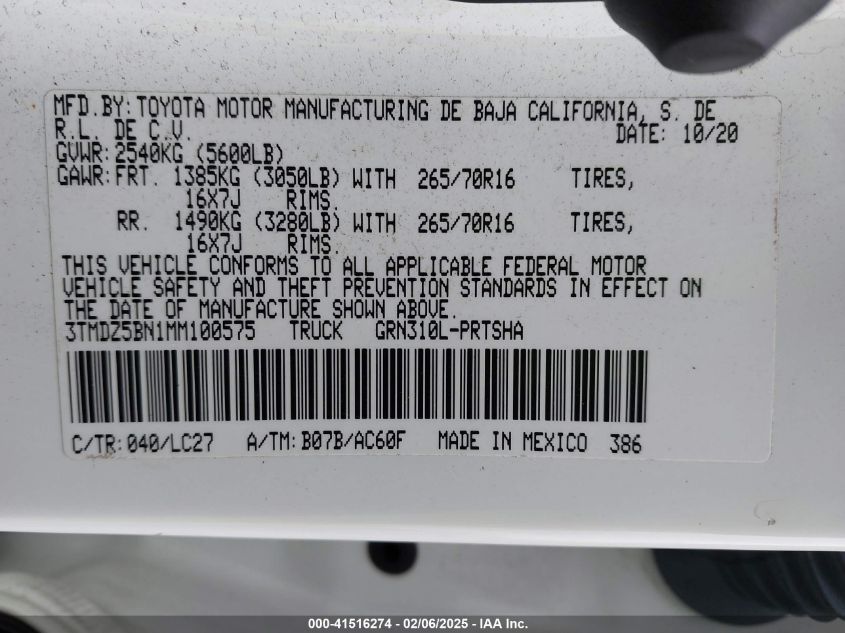 MFD.BY: TOYOTA MOTOR MANUFACTURING DE BAJA CALIFORNIA, S. DE
R.L. DE C.V. DATE: 10/20
GVWR: 2540KG (5600LB)
GAWR: FRT. 1385KG (3050LB) WITH 265/70R16 TIRES,
16X7J RIMS.
RR. 1490KG (3280LB) WITH 265/70R16 TIRES,
16X7J RIMS.
THIS VEHICLE CONFORMS TO ALL APPLICABLE FEDERAL MOTOR
VEHICLE SAFETY AND THEFT PREVENTION STANDARDS IN EFFECT ON
THE DATE OF MANUFACTURE SHOWN ABOVE.
3TMDZ5BN1MM100575 TRUCK GRN310L-PRTSHA
C/TR: 040/LC27 A/TM: B07B/AC60F MADE IN MEXICO 386
000-41516274 - 02/06/2025 - IAA Inc.